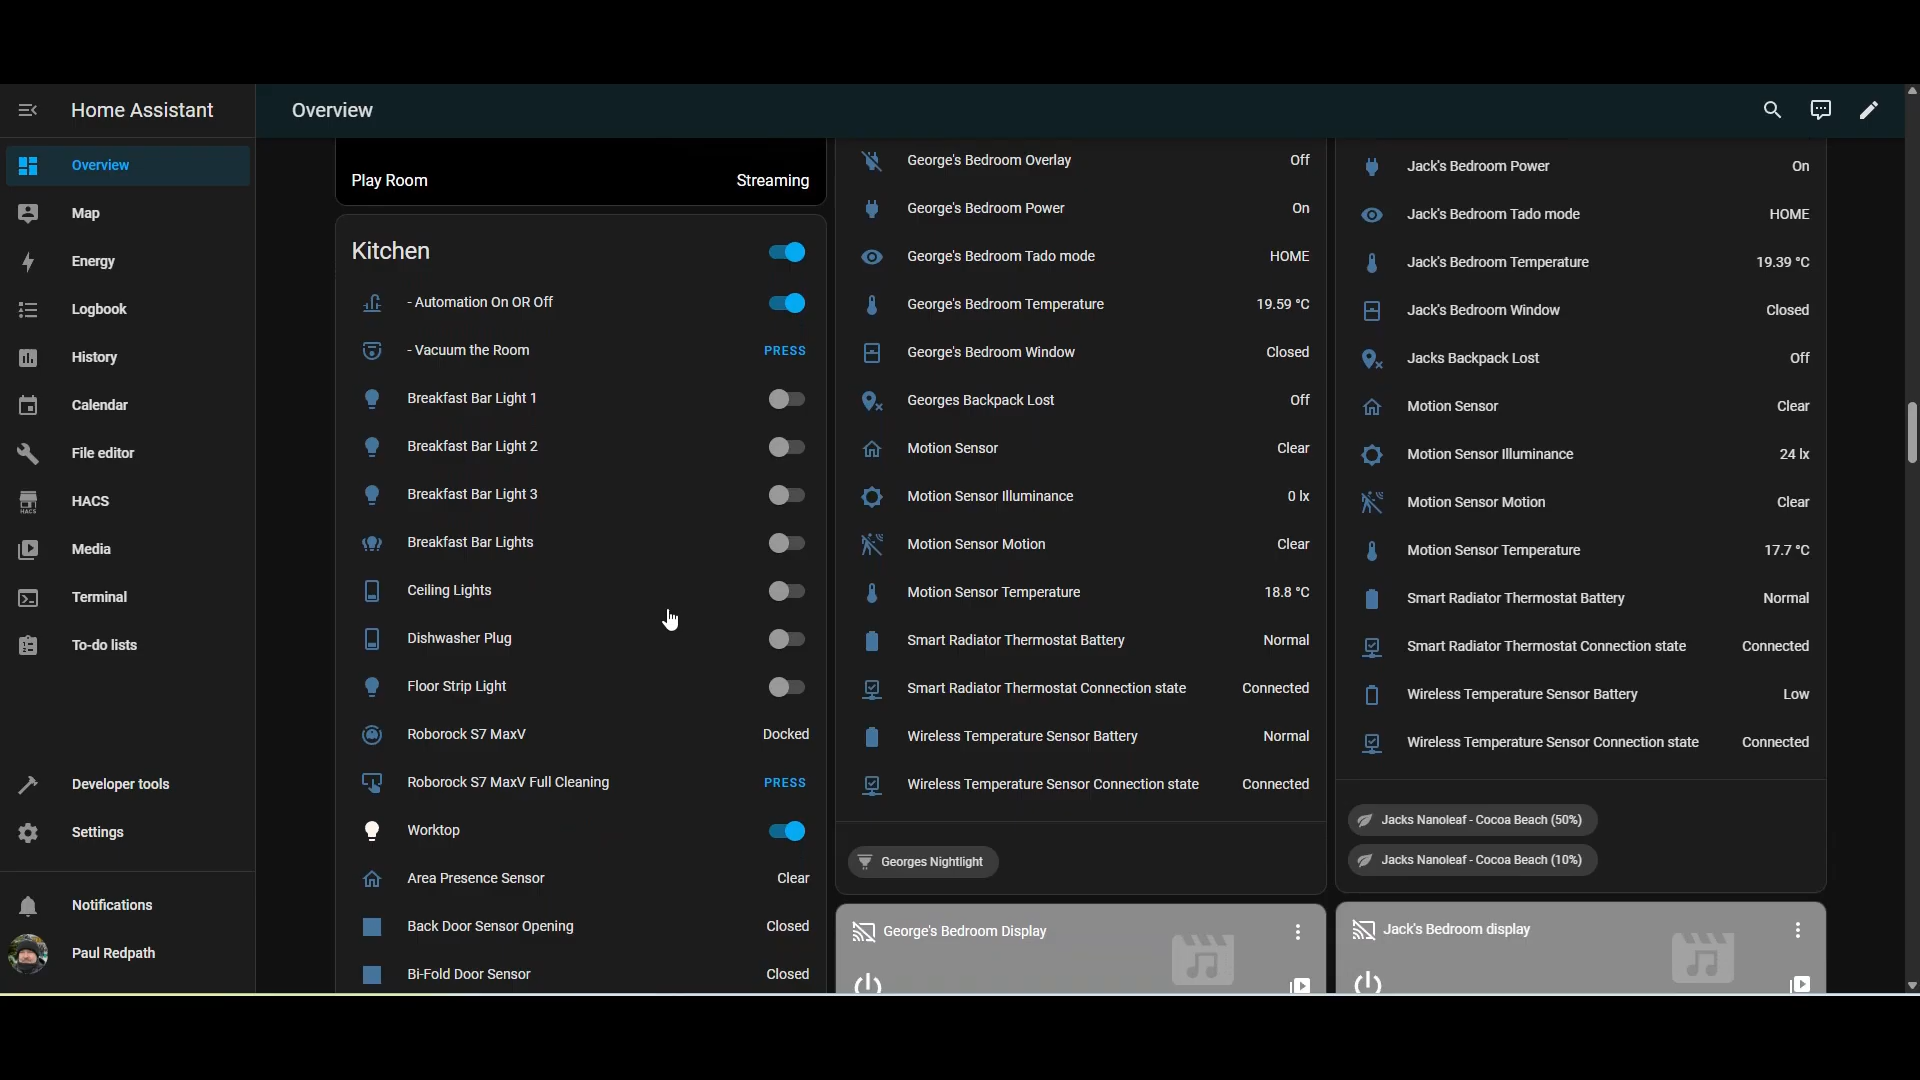 Home Assistant
Overview
Overview
Map
Energy
Logbook
History
Calendar
File editor
HACS
HACS
Media
Terminal
To-do lists
Developer tools
Settings
Notifications
Paul Redpath
Play Room Streaming
Kitchen
- Automation On OR Off
- Vacuum the Room PRESS
Breakfast Bar Light 1
Breakfast Bar Light 2
Breakfast Bar Light 3
Breakfast Bar Lights
Ceiling Lights
Dishwasher Plug
Floor Strip Light
Roborock S7 MaxV Docked
Roborock S7 MaxV Full Cleaning PRESS
Worktop
Area Presence Sensor Clear
Back Door Sensor Opening Closed
Bi-Fold Door Sensor Closed
George's Bedroom Overlay Off
George's Bedroom Power On
George's Bedroom Tado mode HOME
George's Bedroom Temperature 19.59 °C
George's Bedroom Window Closed
Georges Backpack Lost Off
Motion Sensor Clear
Motion Sensor Illuminance 0 lx
Motion Sensor Motion Clear
Motion Sensor Temperature 18.8 °C
Smart Radiator Thermostat Battery Normal
Smart Radiator Thermostat Connection state Connected
Wireless Temperature Sensor Battery Normal
Wireless Temperature Sensor Connection state Connected
Georges Nightlight
George's Bedroom Display
Jack's Bedroom Power On
Jack's Bedroom Tado mode HOME
Jack's Bedroom Temperature 19.39 °C
Jack's Bedroom Window Closed
Jacks Backpack Lost Off
Motion Sensor Clear
Motion Sensor Illuminance 24 lx
Motion Sensor Motion Clear
Motion Sensor Temperature 17.7 °C
Smart Radiator Thermostat Battery Normal
Smart Radiator Thermostat Connection state Connected
Wireless Temperature Sensor Battery Low
Wireless Temperature Sensor Connection state Connected
Jacks Nanoleaf - Cocoa Beach (50%)
Jacks Nanoleaf - Cocoa Beach (10%)
Jack's Bedroom display